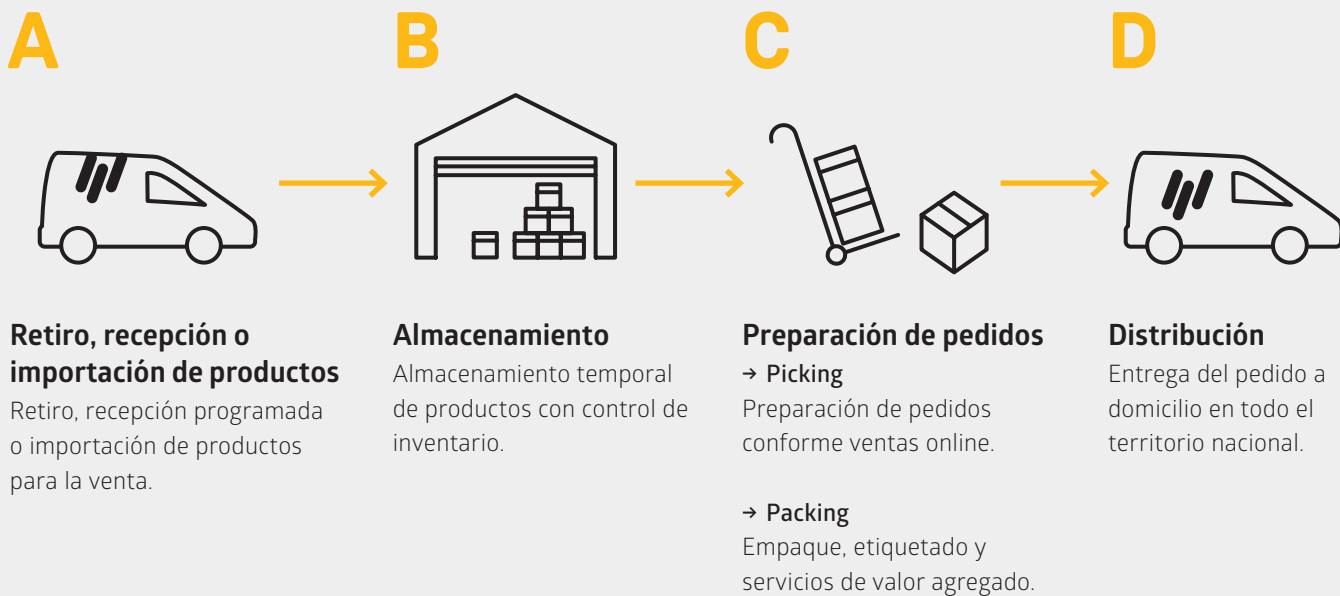 A
B
C
D
Retiro, recepción o
importación de productos
Retiro, recepción programada
o importación de productos
para la venta.
Almacenamiento
Almacenamiento temporal
de productos con control de
inventario.
Preparación de pedidos
→ Picking
Preparación de pedidos
conforme ventas online.
→ Packing
Empaque, etiquetado y
servicios de valor agregado.
Distribución
Entrega del pedido a
domicilio en todo el
territorio nacional.